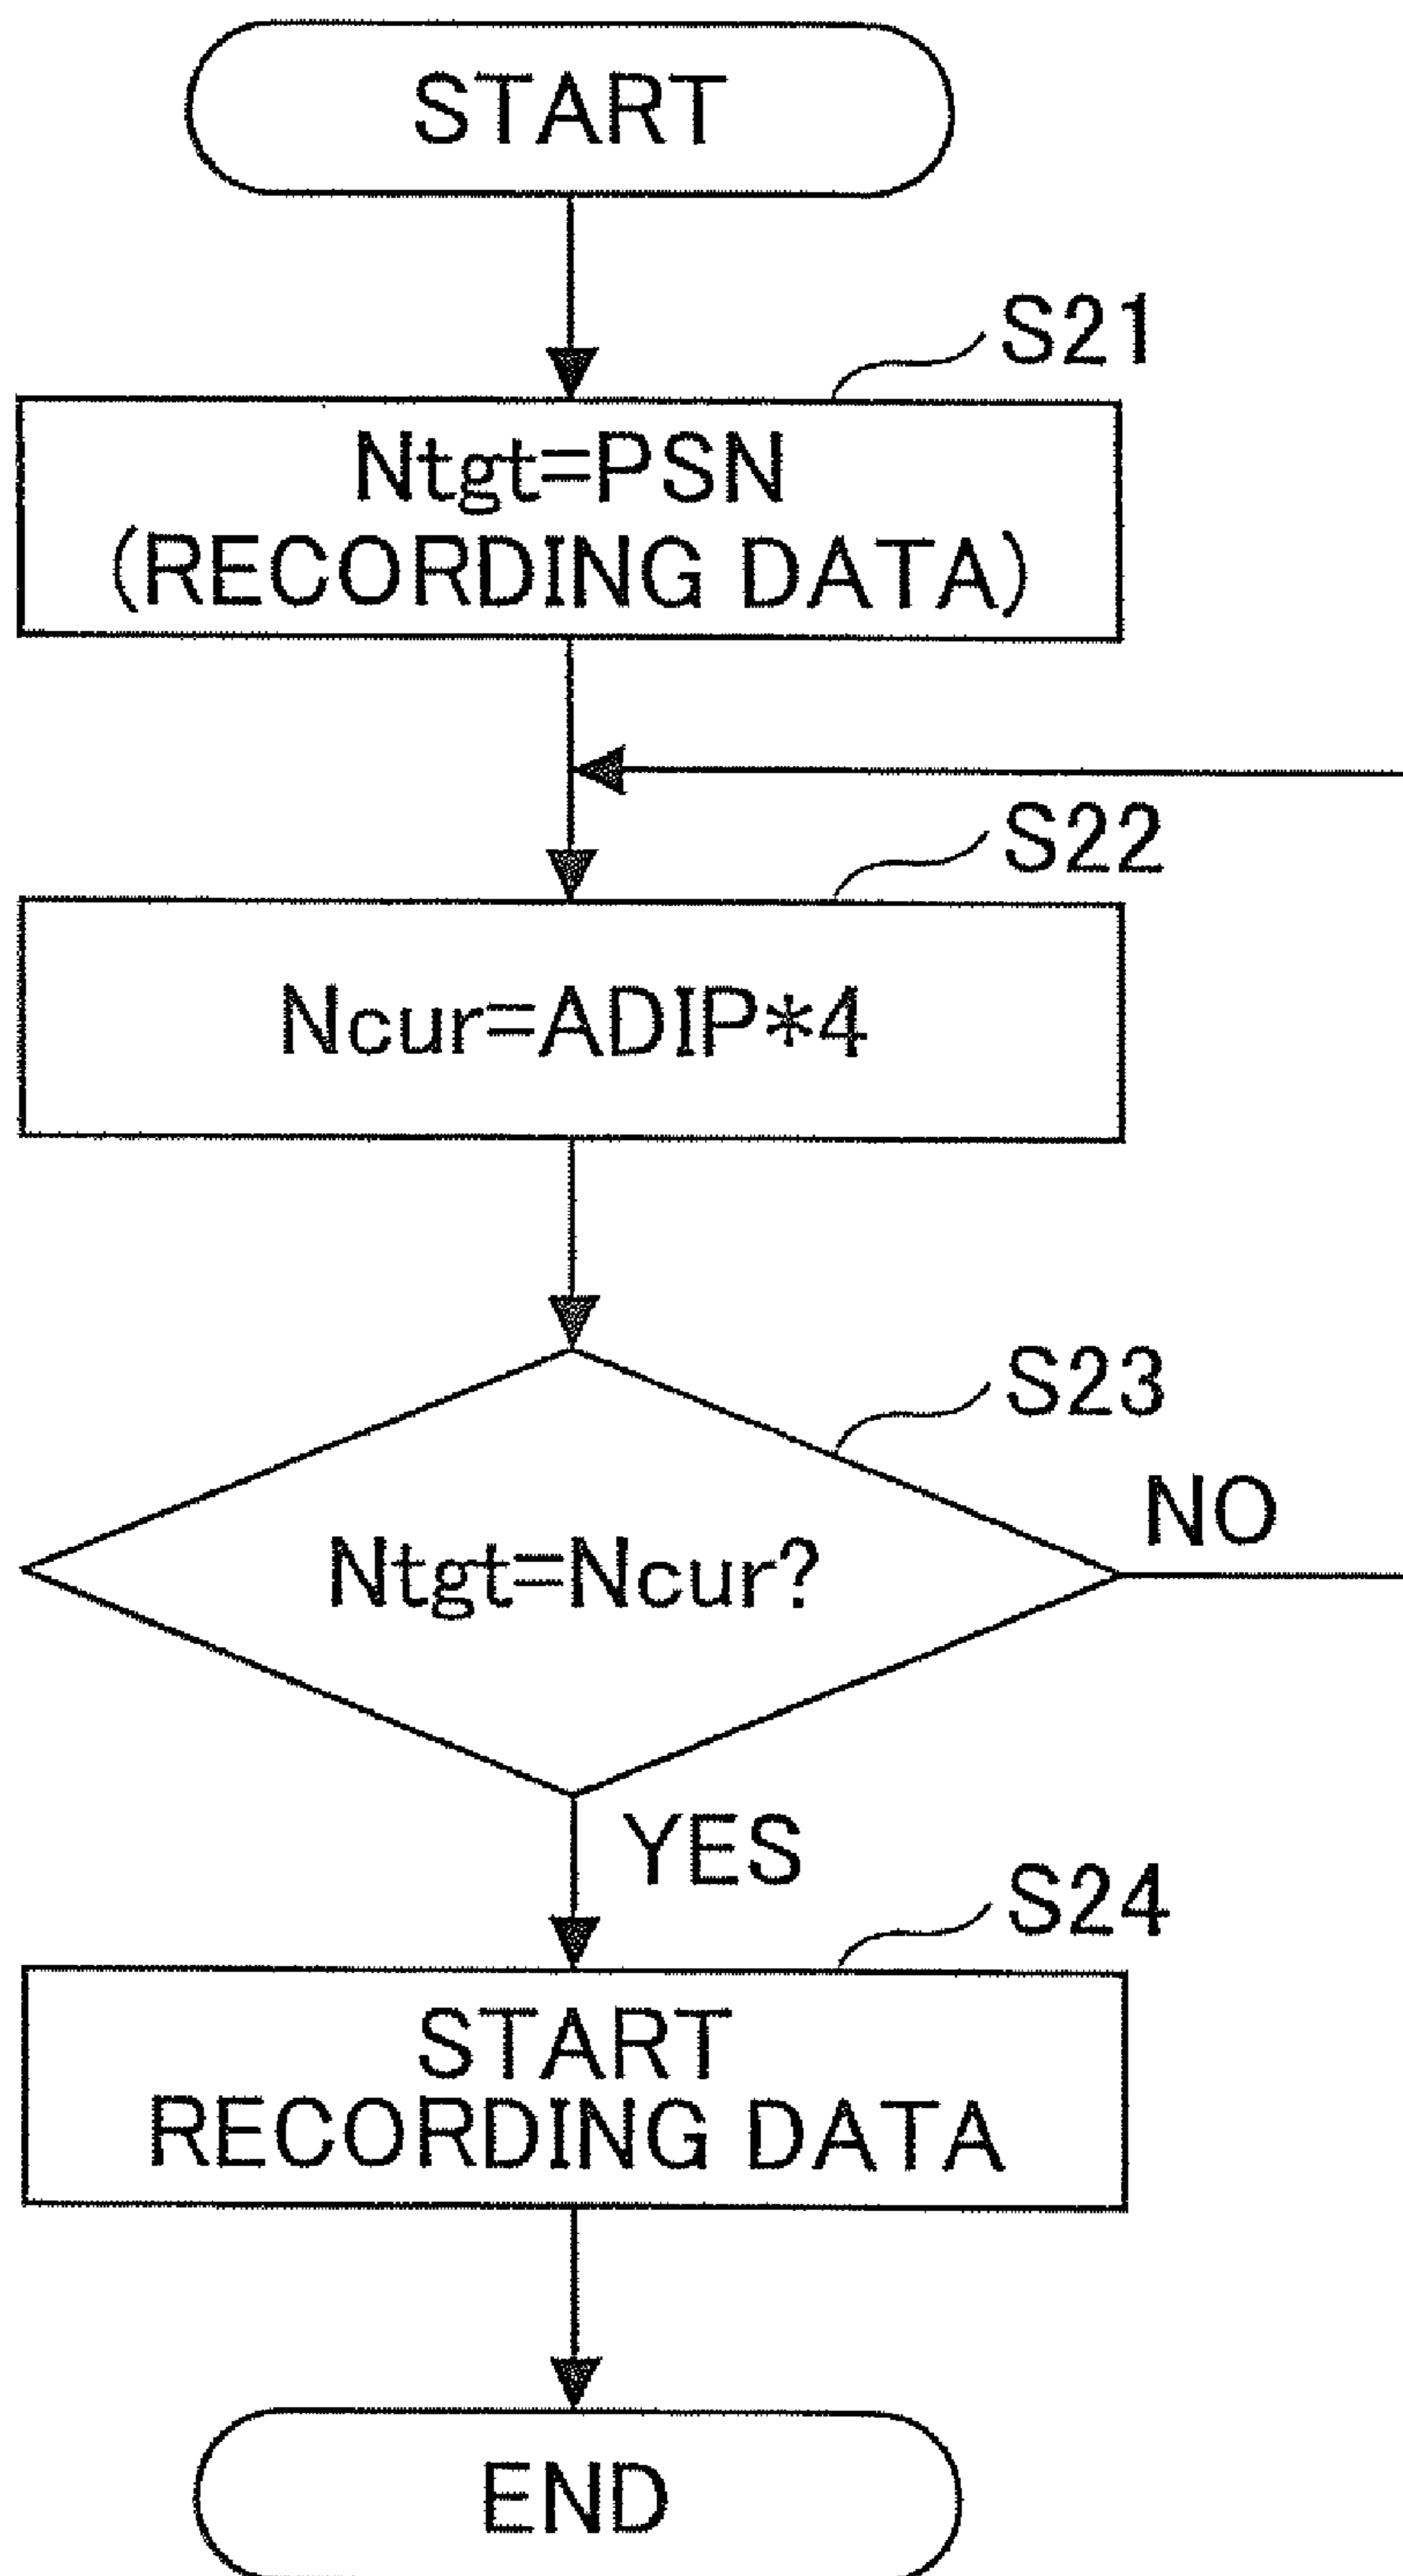 START
S21
Ntgt=PSN
(RECORDING DATA)
S22
Ncur=ADIP*4
S23
Ntgt=Ncur?
NO
YES
S24
START
RECORDING DATA
END